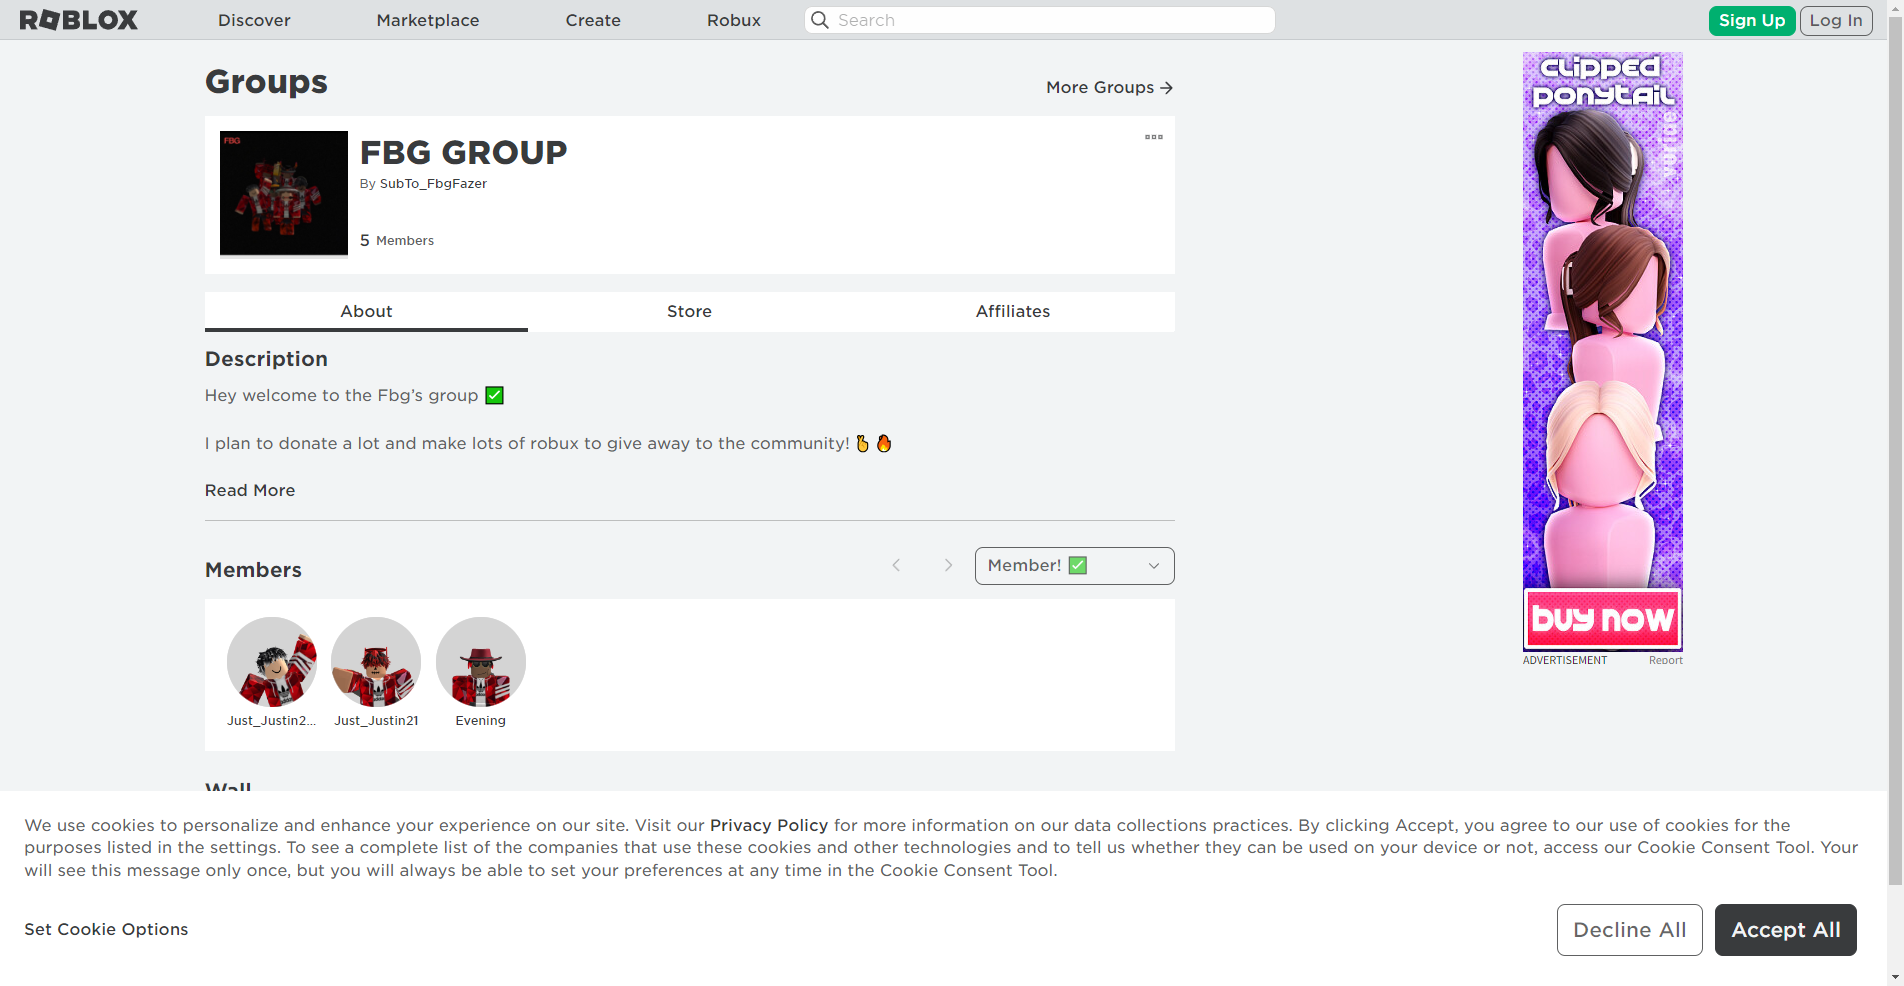 ROBLOX
Discover
Marketplace
Create
Robux
Search
Sign Up
Log In
Groups
More Groups →
FBG
FBG GROUP
By SubTo_FbgFazer
5 Members
About
Store
Affiliates
Description
Hey welcome to the Fbg’s group ✅
I plan to donate a lot and make lots of robux to give away to the community! 🫰🔥
Read More
Members
Member! ✅
Just_Justin2...
Just_Justin21
Evening
Wall
CLIPPED
PONYTAIL
buy now
ADVERTISEMENT
Report
We use cookies to personalize and enhance your experience on our site. Visit our Privacy Policy for more information on our data collections practices. By clicking Accept, you agree to our use of cookies for the
purposes listed in the settings. To see a complete list of the companies that use these cookies and other technologies and to tell us whether they can be used on your device or not, access our Cookie Consent Tool. Your
will see this message only once, but you will always be able to set your preferences at any time in the Cookie Consent Tool.
Set Cookie Options
Decline All
Accept All